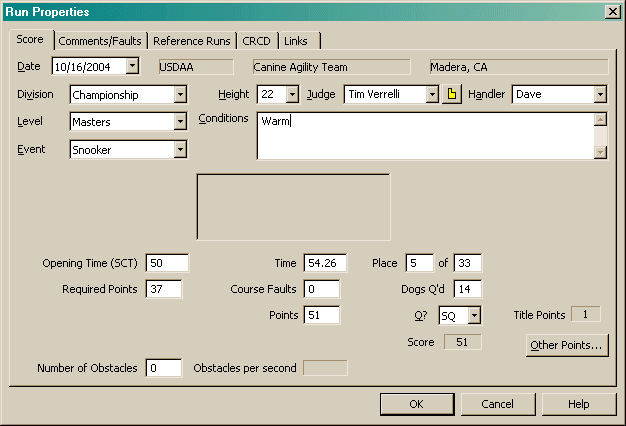 Run Properties
Score Comments/Faults Reference Runs CRCD Links
Date 10/16/2004 USDAA Canine Agility Team Madera, CA
Division Championship Height 22 Judge Tim Verrelli Handler Dave
Level Masters Conditions Warm
Event Snooker
Opening Time (SCT) 50 Time 54.26 Place 5 of 33
Required Points 37 Course Faults 0 Dogs Q'd 14
Points 51 Q? SQ Title Points 1
Score 51 Other Points...
Number of Obstacles 0 Obstacles per second
OK Cancel Help